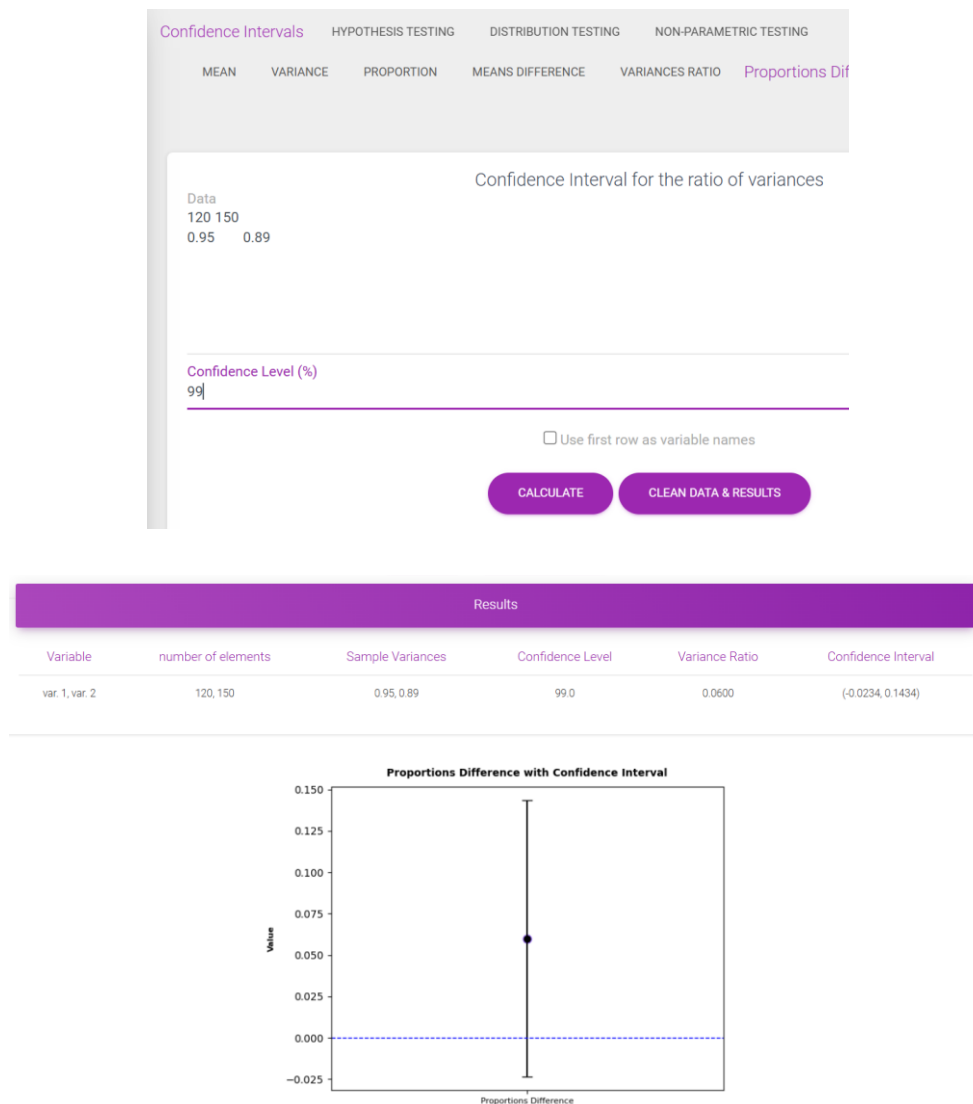 Confidence Intervals HYPOTHESIS TESTING DISTRIBUTION TESTING NON-PARAMETRIC TESTING
MEAN VARIANCE PROPORTION MEANS DIFFERENCE VARIANCES RATIO Proportions Dif
Confidence Interval for the ratio of variances
Data
120 150
0.95 0.89
Confidence Level (%)
99
Use first row as variable names
CALCULATE CLEAN DATA & RESULTS
Results
Variable number of elements Sample Variances Confidence Level Variance Ratio Confidence Interval
var. 1, var. 2 120, 150 0.95, 0.89 99.0 0.0600 (-0.0234, 0.1434)
Proportions Difference with Confidence Interval
0.150
0.125
0.100
0.075
0.050
0.025
0.000
−0.025
Value
Proportions Difference